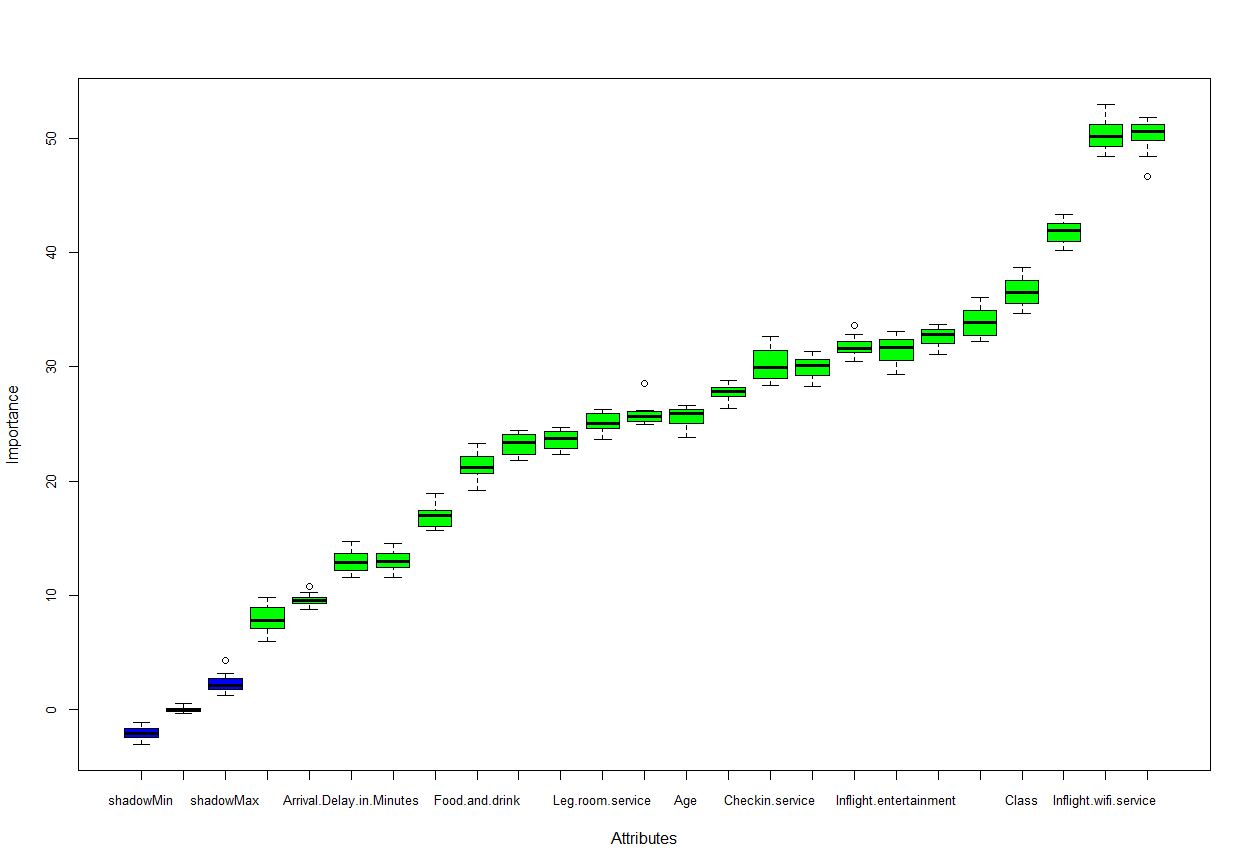 50
40
30
20
10
0
Importance
shadowMin shadowMax Arrival.Delay.in.Minutes Food.and.drink Leg.room.service Age Checkin.service Inflight.entertainment Class Inflight.wifi.service
Attributes